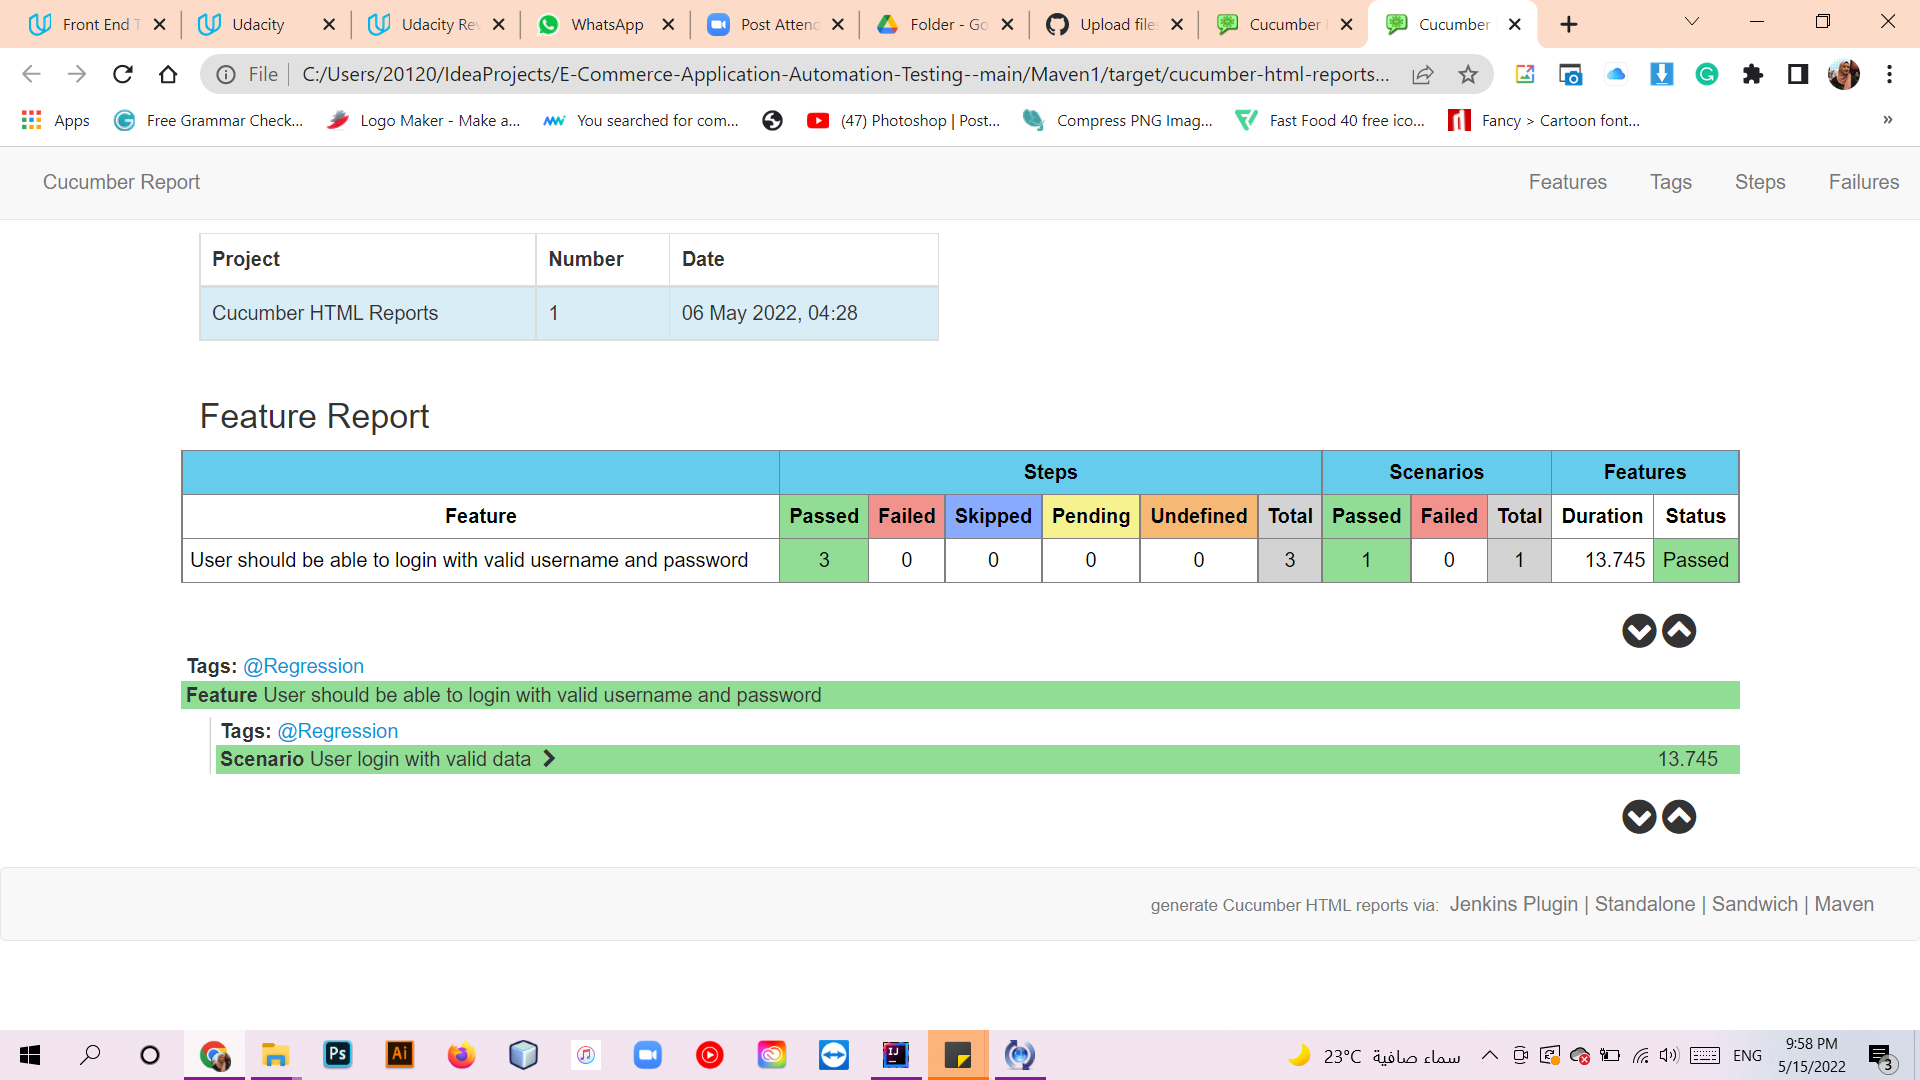 Front End T
Udacity
Udacity Rev
WhatsApp
Post Attend
Folder - Go
Upload files
Cucumber
Cucumber
File
C:/Users/20120/IdeaProjects/E-Commerce-Application-Automation-Testing--main/Maven1/target/cucumber-html-reports...
Apps
Free Grammar Check...
Logo Maker - Make a...
You searched for com...
(47) Photoshop | Post...
Compress PNG Imag...
Fast Food 40 free ico...
Fancy > Cartoon font...
»
Cucumber Report
Features
Tags
Steps
Failures
Project Number Date
Cucumber HTML Reports 1 06 May 2022, 04:28
Feature Report
Steps Scenarios Features
Feature Passed Failed Skipped Pending Undefined Total Passed Failed Total Duration Status
User should be able to login with valid username and password 3 0 0 0 0 3 1 0 1 13.745 Passed
Tags: @Regression
Feature User should be able to login with valid username and password
Tags: @Regression
Scenario User login with valid data 13.745
generate Cucumber HTML reports via: Jenkins Plugin | Standalone | Sandwich | Maven
Ps
Ai
IJ
23°C سماء صافية
ENG
9:58 PM
5/15/2022
3